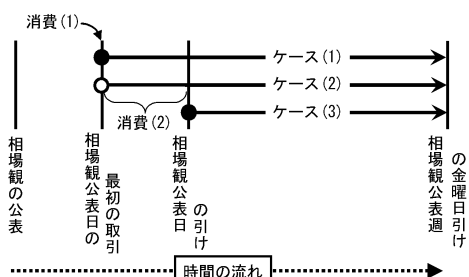 消費(1)
ケース(1)
ケース(2)
ケース(3)
消費(2)
相場観の公表
相場観公表日の
最初の取引
相場観公表日
の引け
相場観公表週
の金曜日引け
時間の流れ